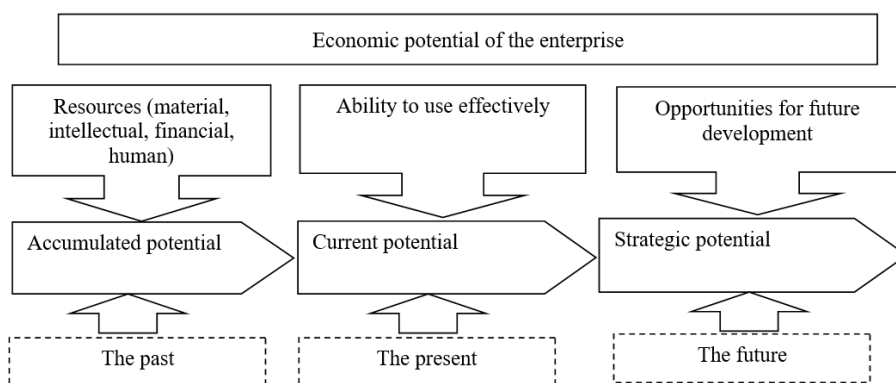 Economic potential of the enterprise
Resources (material,
intellectual, financial,
human)
Ability to use effectively
Opportunities for future
development
Accumulated potential
Current potential
Strategic potential
The past
The present
The future